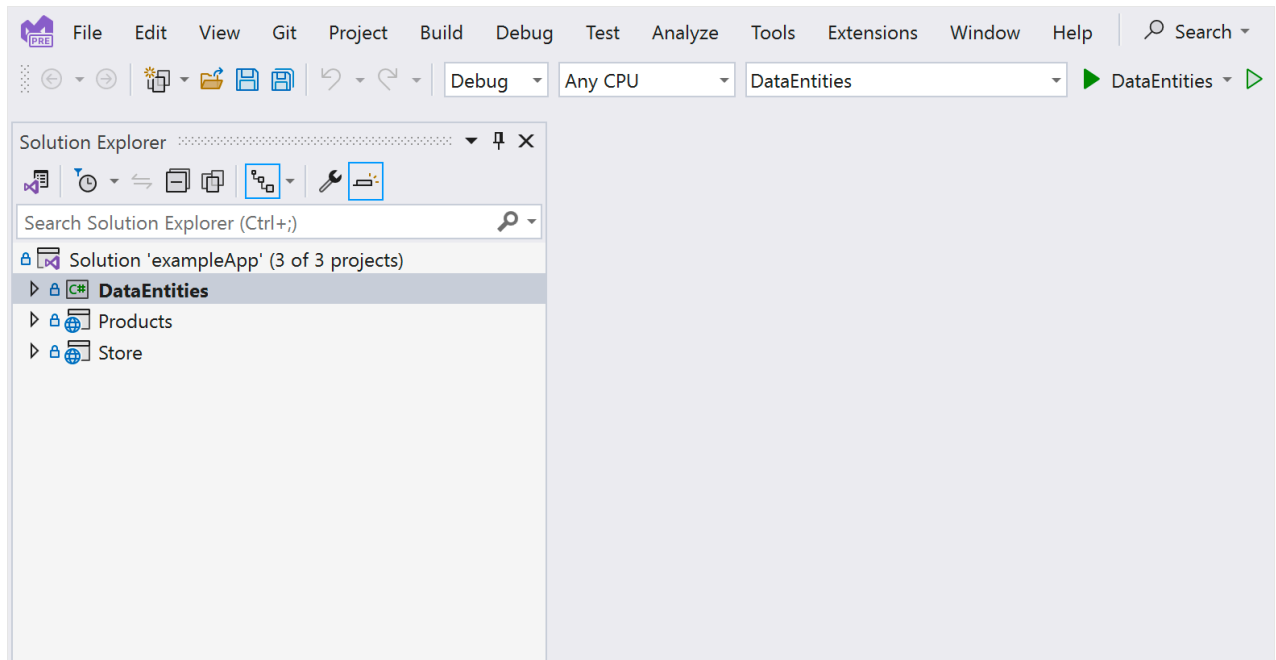 PRE File Edit View Git Project Build Debug Test Analyze Tools Extensions Window Help Search
Debug Any CPU DataEntities DataEntities
Solution Explorer
Search Solution Explorer (Ctrl+;)
Solution 'exampleApp' (3 of 3 projects)
C# DataEntities
Products
Store